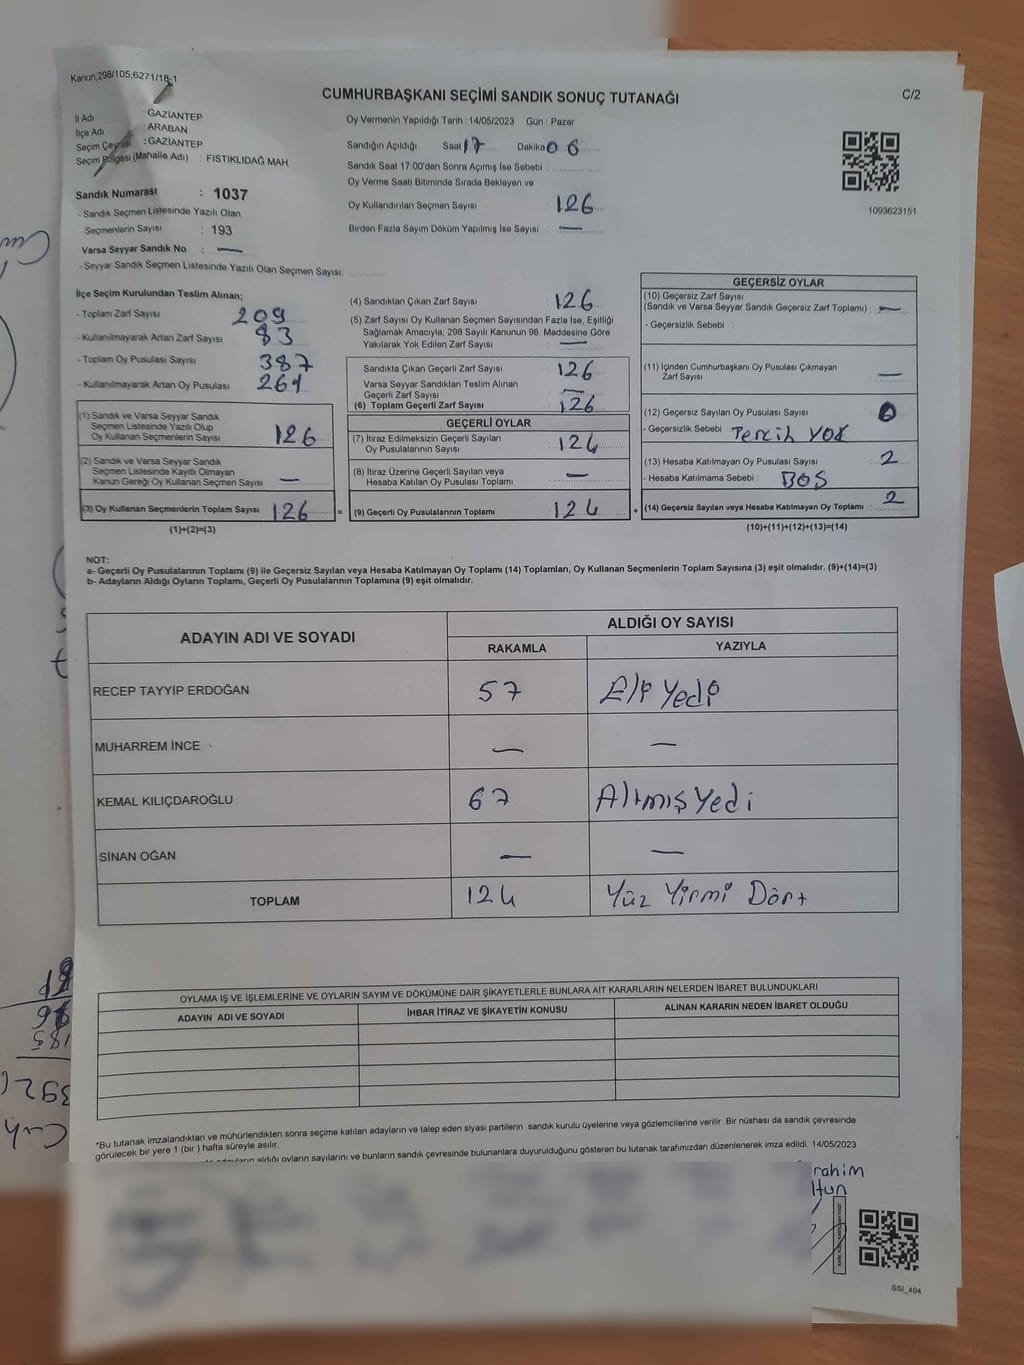 Kanun;298/105;6271/18-1
CUMHURBAŞKANI SEÇİMİ SANDIK SONUÇ TUTANAĞI
C/2
İl Adı GAZİANTEP
İlçe Adı ARABAN
Seçim Çevresi : GAZİANTEP
Seçim Bölgesi (Mahalle Adı) : FISTIKLIDAĞ MAH.
Sandık Numarası : 1037
- Sandık Seçmen Listesinde Yazılı Olan
Seçmenlerin Sayısı : 193
Varsa Seyyar Sandık No : —
- Seyyar Sandık Seçmen Listesinde Yazılı Olan Seçmen Sayısı:
Oy Vermenin Yapıldığı Tarih : 14/05/2023 Gün : Pazar
Sandığın Açıldığı Saat 17 Dakika 06
Sandık Saat 17:00'den Sonra Açımış İse Sebebi :
Oy Verme Saati Bitiminde Sırada Bekleyen ve
Oy Kullandırılan Seçmen Sayısı : 126
Birden Fazla Sayım Döküm Yapılmış İse Sayısı : —
1093623151
İlçe Seçim Kurulundan Teslim Alınan;
- Toplam Zarf Sayısı 209
- Kullanılmayarak Artan Zarf Sayısı 83
- Toplam Oy Pusulası Sayısı 387
- Kullanılmayarak Artan Oy Pusulası 261
(1) Sandık ve Varsa Seyyar Sandık
Seçmen Listesinde Yazılı Olup
Oy Kullanan Seçmenlerin Sayısı 126
(2) Sandık ve Varsa Seyyar Sandık
Seçmen Listesinde Kayıtlı Olmayan
Kanun Gereği Oy Kullanan Seçmen Sayısı —
(3) Oy Kullanan Seçmenlerin Toplam Sayısı 126 =
(1)+(2)=(3)
(4) Sandıktan Çıkan Zarf Sayısı : 126
(5) Zarf Sayısı Oy Kullanan Seçmen Sayısından Fazla İse, Eşitliği
Sağlamak Amacıyla, 298 Sayılı Kanunun 98. Maddesine Göre
Yakılarak Yok Edilen Zarf Sayısı : —
Sandıkta Çıkan Geçerli Zarf Sayısı : 126
Varsa Seyyar Sandıktan Teslim Alınan
Geçerli Zarf Sayısı : —
(6) Toplam Geçerli Zarf Sayısı : 126
GEÇERLİ OYLAR
(7) İtiraz Edilmeksizin Geçerli Sayılan
Oy Pusulalarının Sayısı : 124
(8) İtiraz Üzerine Geçerli Sayılan veya
Hesaba Katılan Oy Pusulası Toplamı : —
(9) Geçerli Oy Pusulalarının Toplamı : 124 +
GEÇERSİZ OYLAR
(10) Geçersiz Zarf Sayısı
(Sandık ve Varsa Seyyar Sandık Geçersiz Zarf Toplamı) : —
- Geçersizlik Sebebi :
(11) İçinden Cumhurbaşkanı Oy Pusulası Çıkmayan
Zarf Sayısı : —
(12) Geçersiz Sayılan Oy Pusulası Sayısı : 0
- Geçersizlik Sebebi : Tercih YOK
(13) Hesaba Katılmayan Oy Pusulası Sayısı : 2
- Hesaba Katılmama Sebebi : BOŞ
(14) Geçersiz Sayılan veya Hesaba Katılmayan Oy Toplamı : 2
(10)+(11)+(12)+(13)=(14)
NOT:
a- Geçerli Oy Pusulalarının Toplamı (9) ile Geçersiz Sayılan veya Hesaba Katılmayan Oy Toplamı (14) Toplamları, Oy Kullanan Seçmenlerin Toplam Sayısına (3) eşit olmalıdır. (9)+(14)=(3)
b- Adayların Aldığı Oyların Toplamı, Geçerli Oy Pusulalarının Toplamına (9) eşit olmalıdır.
ADAYIN ADI VE SOYADI ALDIĞI OY SAYISI
RAKAMLA YAZIYLA
RECEP TAYYİP ERDOĞAN 57 Elli Yedi
MUHARREM İNCE — —
KEMAL KILIÇDAROĞLU 67 Altmış Yedi
SİNAN OĞAN — —
TOPLAM 124 Yüz Yirmi Dört
OYLAMA İŞ VE İŞLEMLERİNE VE OYLARIN SAYIM VE DÖKÜMÜNE DAİR ŞİKAYETLERLE BUNLARA AİT KARARLARIN NELERDEN İBARET BULUNDUKLARI
ADAYIN ADI VE SOYADI İHBAR İTİRAZ VE ŞİKAYETİN KONUSU ALINAN KARARIN NEDEN İBARET OLDUĞU
*Bu tutanak imzalandıktan ve mühürlendikten sonra seçime katılan adayların ve talep eden siyasi partilerin sandık kurulu üyelerine veya gözlemcilerine verilir. Bir nüshası da sandık çevresinde
görülecek bir yere 1 (bir ) hafta süreyle asılır.
adayların aldığı oyların sayılarını ve bunların sandık çevresinde bulunanlara duyurulduğunu gösteren bu tutanak tarafımızdan düzenlenerek imza edildi. 14/05/2023
rahim
ltun
SSI_404